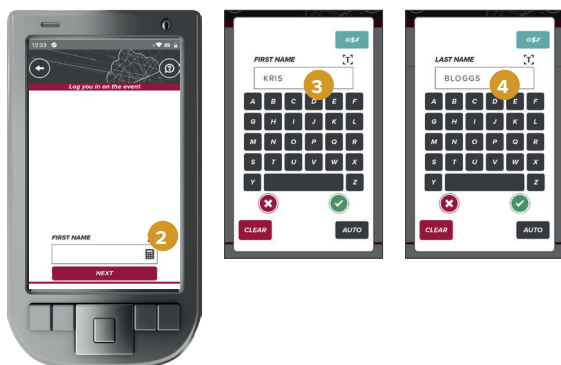 12:23
Log you in on the event
FIRST NAME
2
NEXT
@$#
FIRST NAME
[T]
KRIS
3
A B C D E F
G H I J K L
M N O P Q R
S T U V W X
Y Z
CLEAR AUTO
@$#
LAST NAME
[T]
BLOGGS
4
A B C D E F
G H I J K L
M N O P Q R
S T U V W X
Y Z
CLEAR AUTO